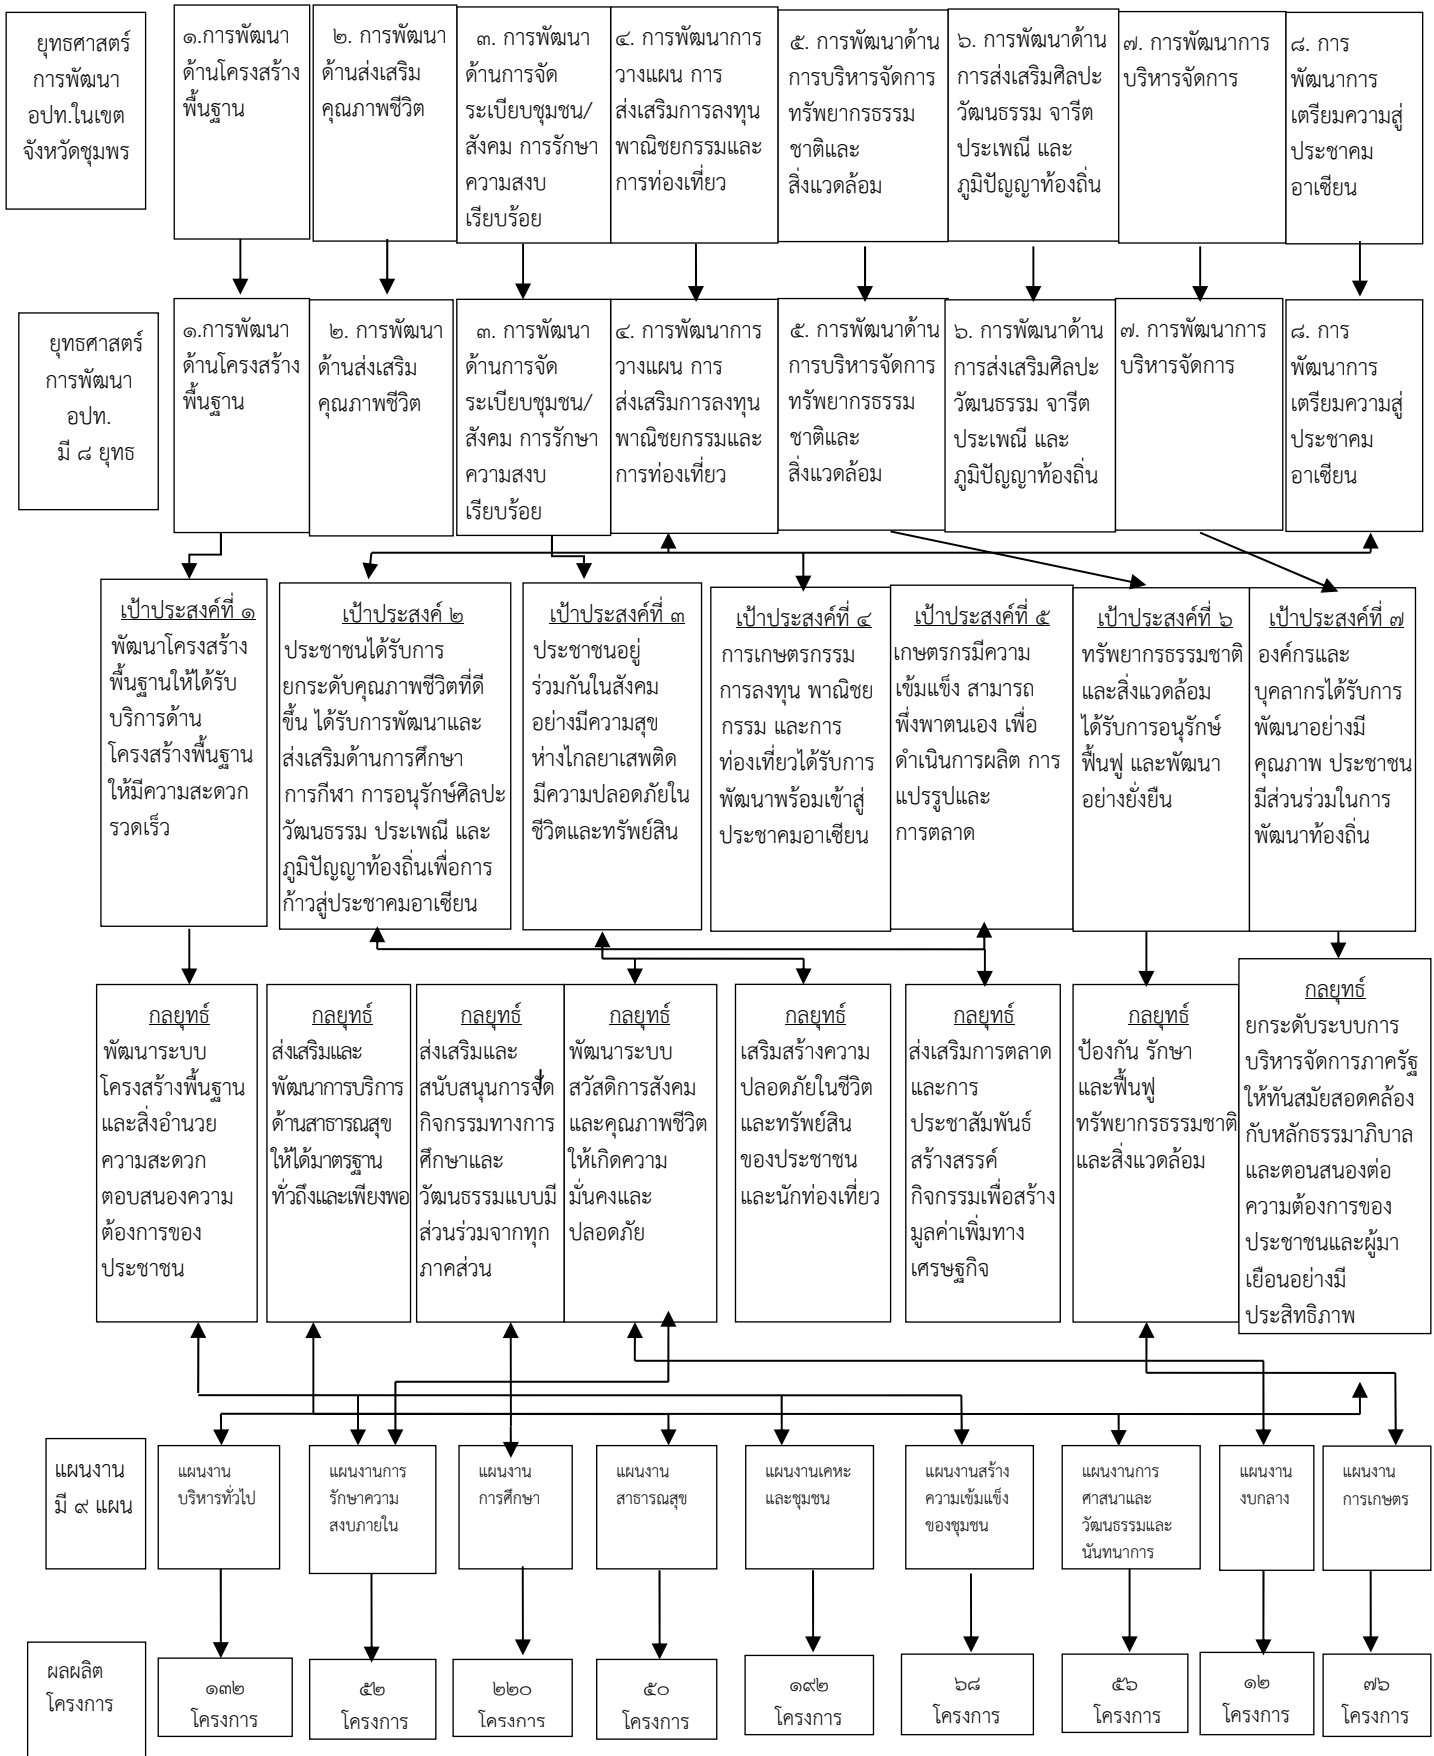 ยุทธศาสตร์
การพัฒนา
อปท.ในเขต
จังหวัดชุมพร
๑.การพัฒนา
ด้านโครงสร้าง
พื้นฐาน
๒. การพัฒนา
ด้านส่งเสริม
คุณภาพชีวิต
๓. การพัฒนา
ด้านการจัด
ระเบียบชุมชน/
สังคม การรักษา
ความสงบ
เรียบร้อย
๔. การพัฒนาการ
วางแผน การ
ส่งเสริมการลงทุน
พาณิชยกรรมและ
การท่องเที่ยว
๕. การพัฒนาด้าน
การบริหารจัดการ
ทรัพยากรธรรม
ชาติและ
สิ่งแวดล้อม
๖. การพัฒนาด้าน
การส่งเสริมศิลปะ
วัฒนธรรม จารีต
ประเพณี และ
ภูมิปัญญาท้องถิ่น
๗. การพัฒนาการ
บริหารจัดการ
๘. การ
พัฒนาการ
เตรียมความสู่
ประชาคม
อาเซียน
ยุทธศาสตร์
การพัฒนา
อปท.
มี ๘ ยุทธ
๑.การพัฒนา
ด้านโครงสร้าง
พื้นฐาน
๒. การพัฒนา
ด้านส่งเสริม
คุณภาพชีวิต
๓. การพัฒนา
ด้านการจัด
ระเบียบชุมชน/
สังคม การรักษา
ความสงบ
เรียบร้อย
๔. การพัฒนาการ
วางแผน การ
ส่งเสริมการลงทุน
พาณิชยกรรมและ
การท่องเที่ยว
๕. การพัฒนาด้าน
การบริหารจัดการ
ทรัพยากรธรรม
ชาติและ
สิ่งแวดล้อม
๖. การพัฒนาด้าน
การส่งเสริมศิลปะ
วัฒนธรรม จารีต
ประเพณี และ
ภูมิปัญญาท้องถิ่น
๗. การพัฒนาการ
บริหารจัดการ
๘. การ
พัฒนาการ
เตรียมความสู่
ประชาคม
อาเซียน
เป้าประสงค์ที่ ๑
พัฒนาโครงสร้าง
พื้นฐานให้ได้รับ
บริการด้าน
โครงสร้างพื้นฐาน
ให้มีความสะดวก
รวดเร็ว
เป้าประสงค์ ๒
ประชาชนได้รับการ
ยกระดับคุณภาพชีวิตที่ดี
ขึ้น ได้รับการพัฒนาและ
ส่งเสริมด้านการศึกษา
การกีฬา การอนุรักษ์ศิลปะ
วัฒนธรรม ประเพณี และ
ภูมิปัญญาท้องถิ่นเพื่อการ
ก้าวสู่ประชาคมอาเซียน
เป้าประสงค์ที่ ๓
ประชาชนอยู่
ร่วมกันในสังคม
อย่างมีความสุข
ห่างไกลยาเสพติด
มีความปลอดภัยใน
ชีวิตและทรัพย์สิน
เป้าประสงค์ที่ ๔
การเกษตรกรรม
การลงทุน พาณิชย
กรรม และการ
ท่องเที่ยวได้รับการ
พัฒนาพร้อมเข้าสู่
ประชาคมอาเซียน
เป้าประสงค์ที่ ๕
เกษตรกรมีความ
เข้มแข็ง สามารถ
พึ่งพาตนเอง เพื่อ
ดำเนินการผลิต การ
แปรรูปและ
การตลาด
เป้าประสงค์ที่ ๖
ทรัพยากรธรรมชาติ
และสิ่งแวดล้อม
ได้รับการอนุรักษ์
ฟื้นฟู และพัฒนา
อย่างยั่งยืน
เป้าประสงค์ที่ ๗
องค์กรและ
บุคลากรได้รับการ
พัฒนาอย่างมี
คุณภาพ ประชาชน
มีส่วนร่วมในการ
พัฒนาท้องถิ่น
กลยุทธ์
พัฒนาระบบ
โครงสร้างพื้นฐาน
และสิ่งอำนวย
ความสะดวก
ตอบสนองความ
ต้องการของ
ประชาชน
กลยุทธ์
ส่งเสริมและ
พัฒนาการบริการ
ด้านสาธารณสุข
ให้ได้มาตรฐาน
ทั่วถึงและเพียงพอ
กลยุทธ์
ส่งเสริมและ
สนับสนุนการจัด
กิจกรรมทางการ
ศึกษาและ
วัฒนธรรมแบบมี
ส่วนร่วมจากทุก
ภาคส่วน
กลยุทธ์
พัฒนาระบบ
สวัสดิการสังคม
และคุณภาพชีวิต
ให้เกิดความ
มั่นคงและ
ปลอดภัย
กลยุทธ์
เสริมสร้างความ
ปลอดภัยในชีวิต
และทรัพย์สิน
ของประชาชน
และนักท่องเที่ยว
กลยุทธ์
ส่งเสริมการตลาด
และการ
ประชาสัมพันธ์
สร้างสรรค์
กิจกรรมเพื่อสร้าง
มูลค่าเพิ่มทาง
เศรษฐกิจ
กลยุทธ์
ป้องกัน รักษา
และฟื้นฟู
ทรัพยากรธรรมชาติ
และสิ่งแวดล้อม
กลยุทธ์
ยกระดับระบบการ
บริหารจัดการภาครัฐ
ให้ทันสมัยสอดคล้อง
กับหลักธรรมาภิบาล
และตอนสนองต่อ
ความต้องการของ
ประชาชนและผู้มา
เยือนอย่างมี
ประสิทธิภาพ
แผนงาน
มี ๙ แผน
แผนงาน
บริหารทั่วไป
แผนงานการ
รักษาความ
สงบภายใน
แผนงาน
การศึกษา
แผนงาน
สาธารณสุข
แผนงานเคหะ
และชุมชน
แผนงานสร้าง
ความเข้มแข็ง
ของชุมชน
แผนงานการ
ศาสนาและ
วัฒนธรรมและ
นันทนาการ
แผนงาน
งบกลาง
แผนงาน
การเกษตร
ผลผลิต
โครงการ
๑๓๒
โครงการ
๕๒
โครงการ
๒๒๐
โครงการ
๕๐
โครงการ
๑๙๒
โครงการ
๖๘
โครงการ
๕๖
โครงการ
๑๒
โครงการ
๗๖
โครงการ